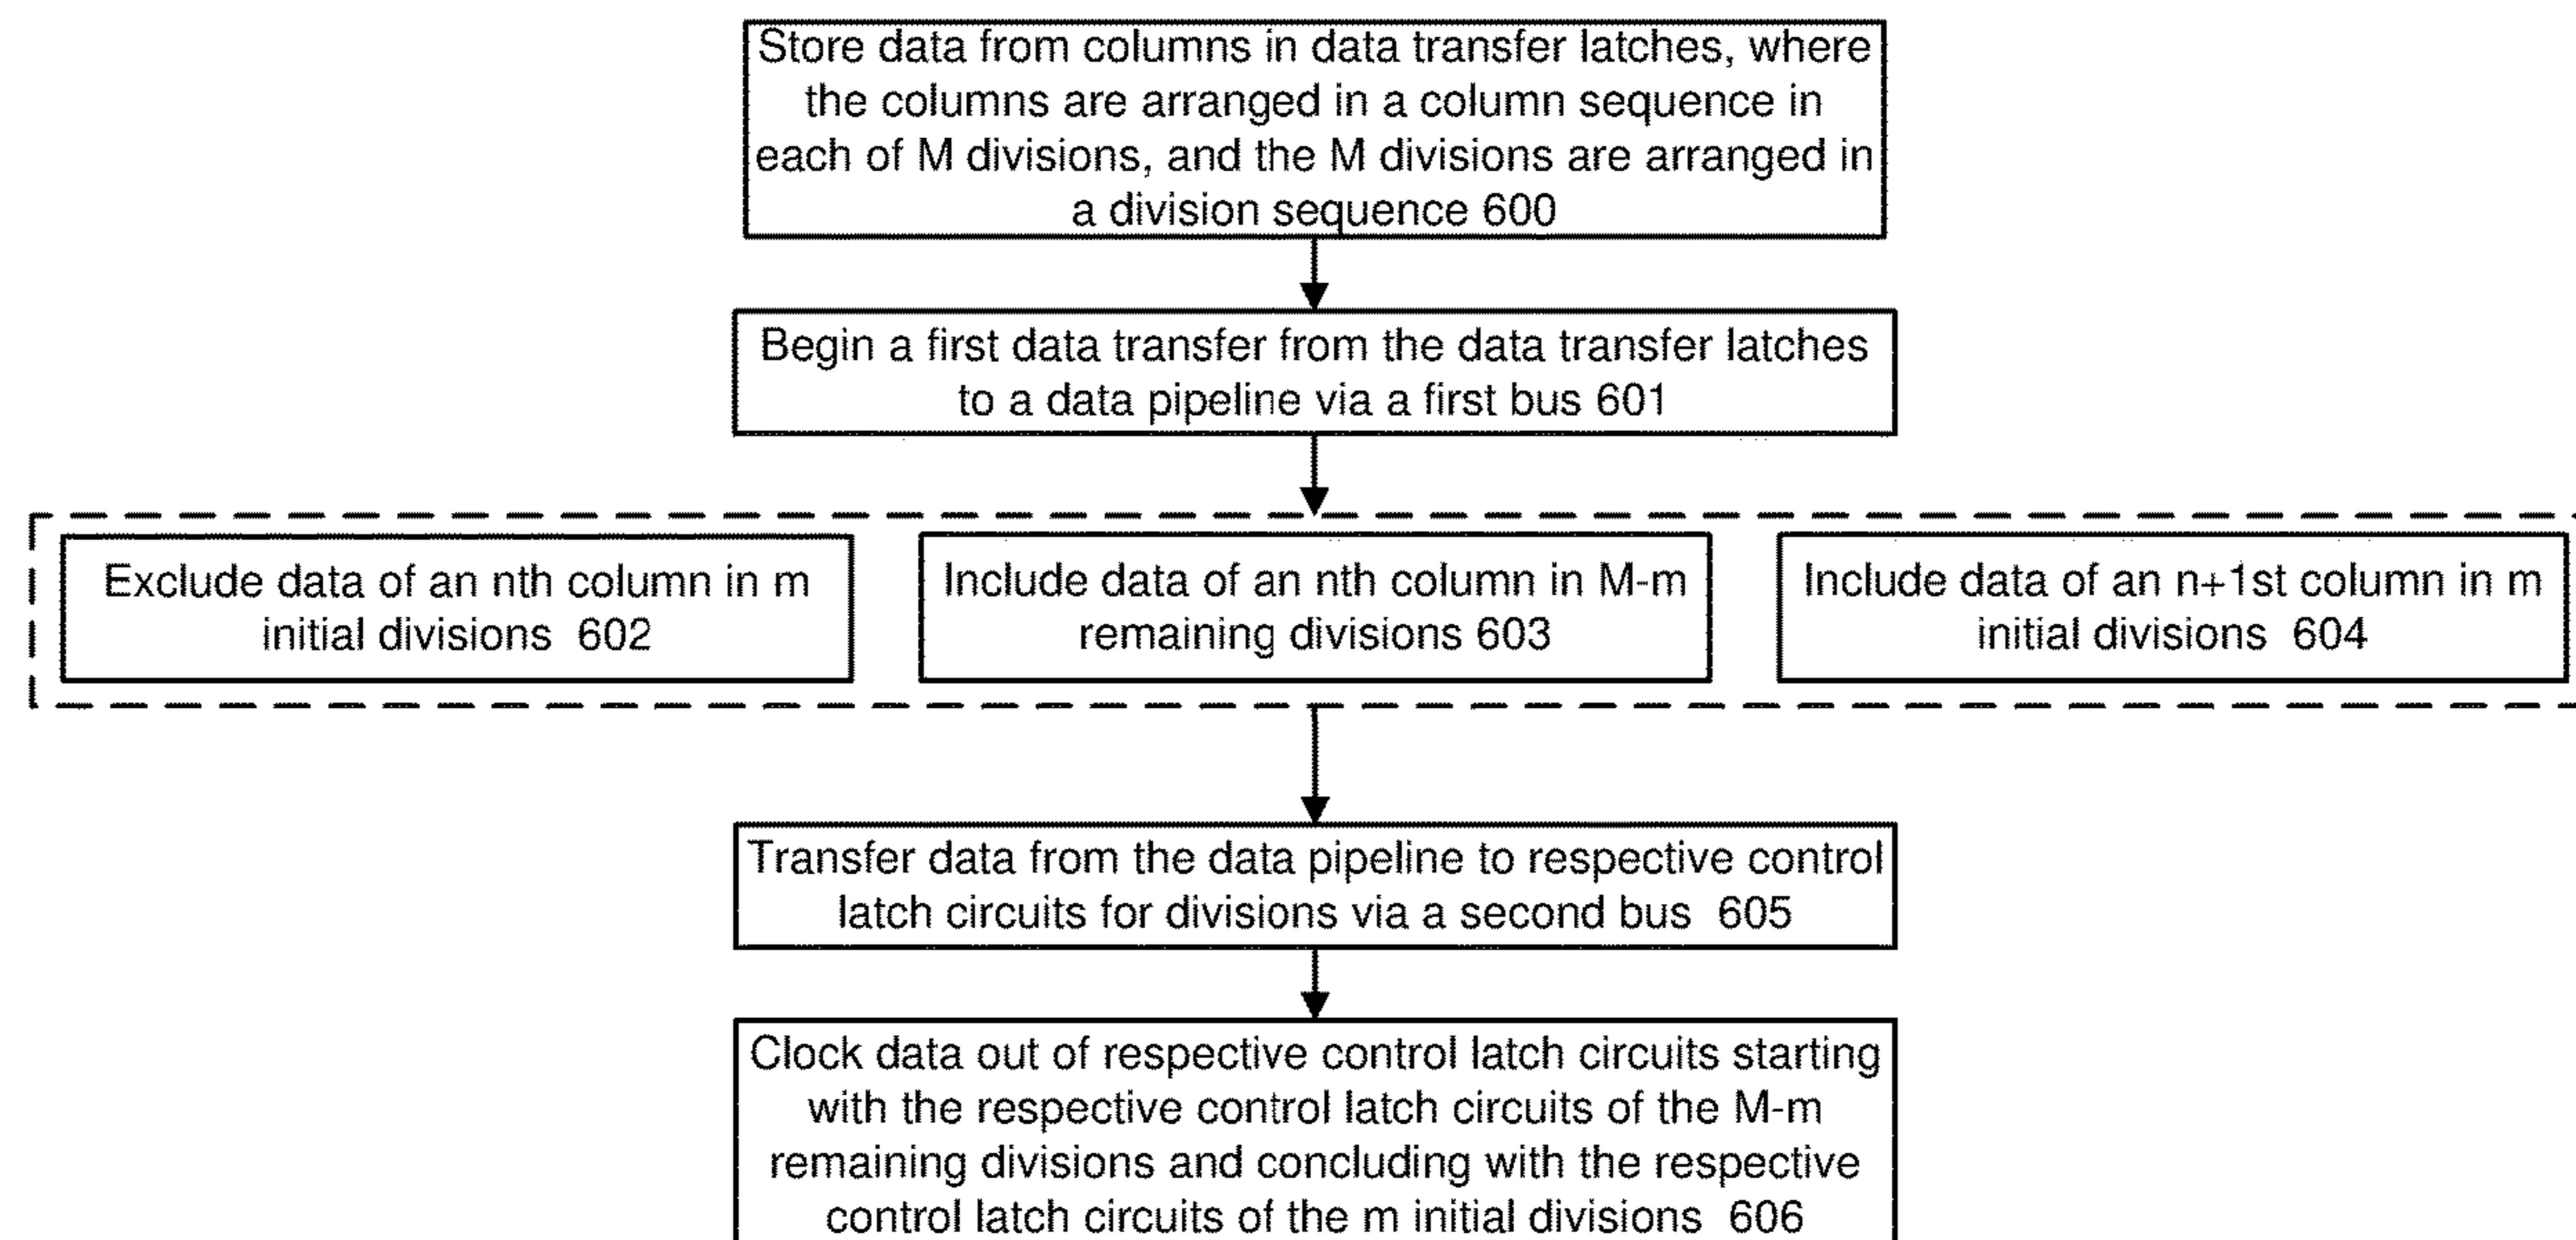 Store data from columns in data transfer latches, where
the columns are arranged in a column sequence in
each of M divisions, and the M divisions are arranged in
a division sequence 600
Begin a first data transfer from the data transfer latches
to a data pipeline via a first bus 601
Exclude data of an nth column in m
initial divisions 602
Include data of an nth column in M-m
remaining divisions 603
Include data of an n+1st column in m
initial divisions 604
Transfer data from the data pipeline to respective control
latch circuits for divisions via a second bus 605
Clock data out of respective control latch circuits starting
with the respective control latch circuits of the M-m
remaining divisions and concluding with the respective
control latch circuits of the m initial divisions 606